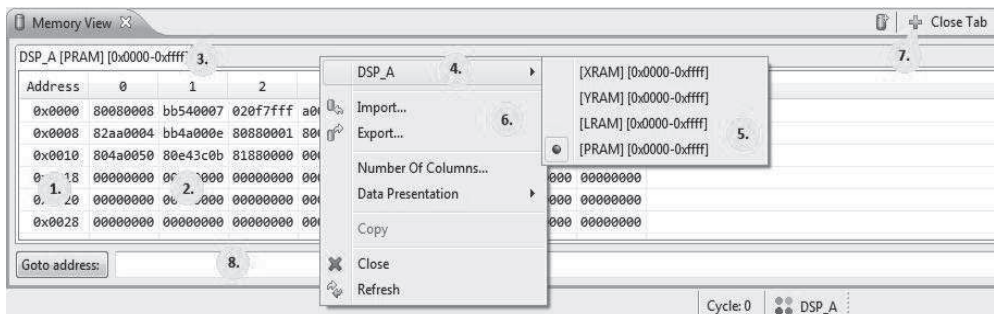 Memory View
Close Tab
7.
DSP_A [PRAM] [0x0000-0xffff]
3.
Address 0 1 2
0x0000 80080008 bb540007 020f7fff
0x0008 82aa0004 bb4a000e 80880001
0x0010 804a0050 80e43c0b 81880000
00000000 00000000
00000000 00000000
0x0028 00000000 00000000 00000000
1.
2.
000 00000000
000 00000000
000 00000000
DSP_A
4.
Import...
6.
Export...
Number Of Columns...
Data Presentation
Copy
Close
Refresh
[XRAM] [0x0000-0xffff]
[YRAM] [0x0000-0xffff]
[LRAM] [0x0000-0xffff]
5.
[PRAM] [0x0000-0xffff]
Goto address:
8.
Cycle: 0
DSP_A